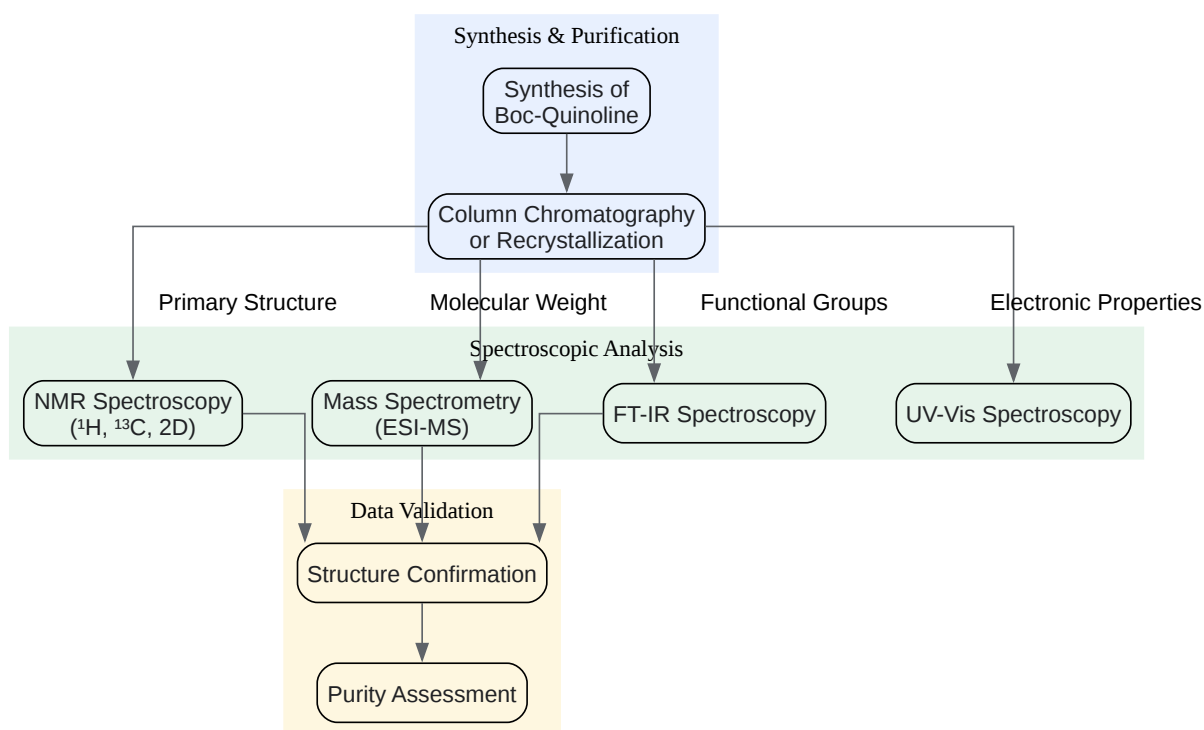 Synthesis & Purification
Synthesis of
Boc-Quinoline
Column Chromatography
or Recrystallization
Primary Structure
Molecular Weight
Functional Groups
Electronic Properties
Spectroscopic Analysis
NMR Spectroscopy
(¹H, ¹³C, 2D)
Mass Spectrometry
(ESI-MS)
FT-IR Spectroscopy
UV-Vis Spectroscopy
Data Validation
Structure Confirmation
Purity Assessment